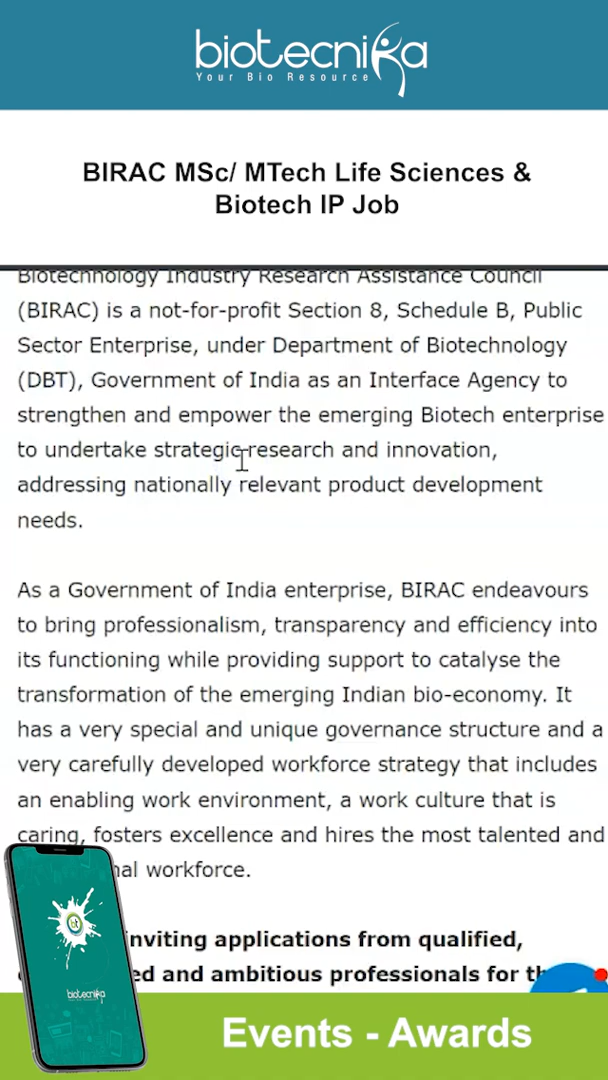 biotecnika
Your Bio Resource
BIRAC MSc/ MTech Life Sciences &
Biotech IP Job
Biotechnology Industry Research Assistance Council
(BIRAC) is a not-for-profit Section 8, Schedule B, Public
Sector Enterprise, under Department of Biotechnology
(DBT), Government of India as an Interface Agency to
strengthen and empower the emerging Biotech enterprise
to undertake strategic research and innovation,
addressing nationally relevant product development
needs.
As a Government of India enterprise, BIRAC endeavours
to bring professionalism, transparency and efficiency into
its functioning while providing support to catalyse the
transformation of the emerging Indian bio-economy. It
has a very special and unique governance structure and a
very carefully developed workforce strategy that includes
an enabling work environment, a work culture that is
caring, fosters excellence and hires the most talented and
workforce.
inviting applications from qualified,
and ambitious professionals for
bt
biotecnika
Events - Awards